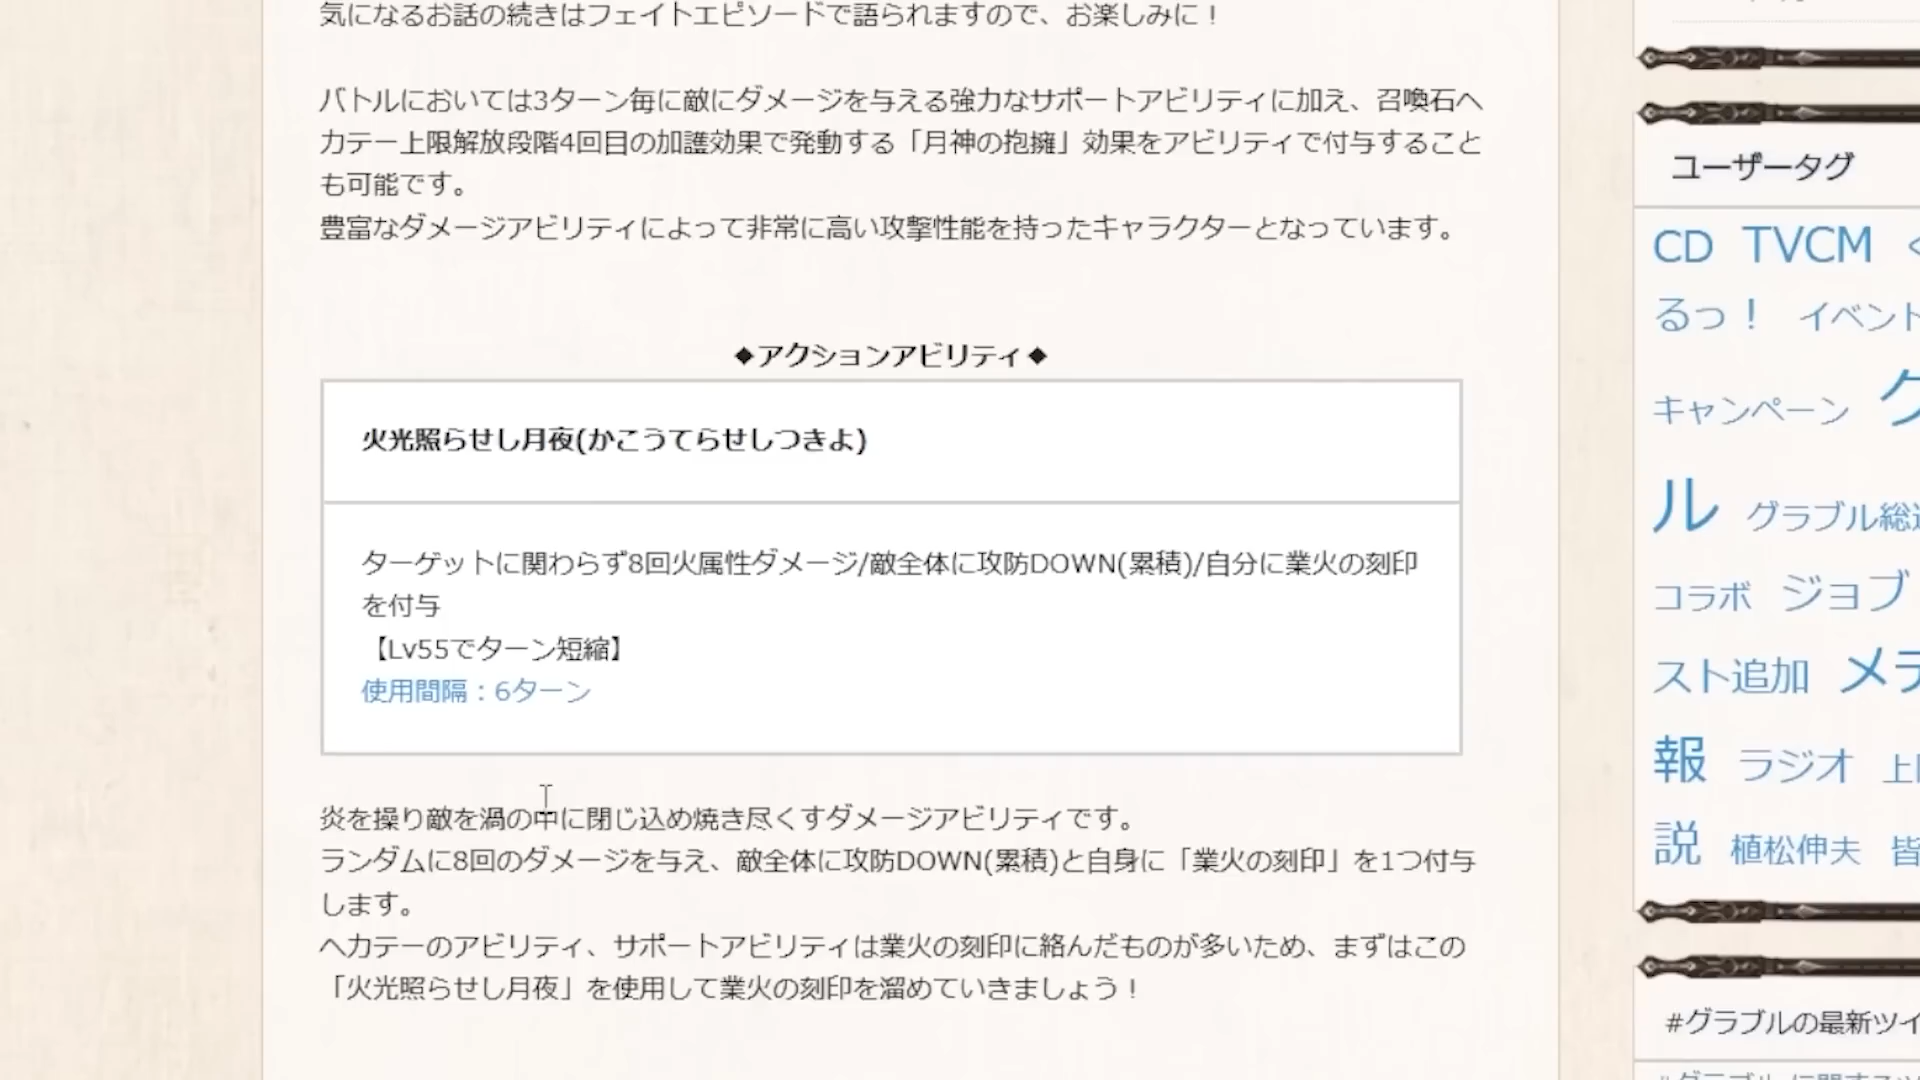 気になるお話の続きはフェイトエピソードで語られますので、お楽しみに！
バトルにおいては3ターン毎に敵にダメージを与える強力なサポートアビリティに加え、召喚石ヘ
カテー上限解放段階4回目の加護効果で発動する「月神の抱擁」効果をアビリティで付与すること
も可能です。
豊富なダメージアビリティによって非常に高い攻撃性能を持ったキャラクターとなっています。
◆アクションアビリティ◆
火光照らせし月夜(かこうてらせしつきよ)
ターゲットに関わらず8回火属性ダメージ/敵全体に攻防DOWN(累積)/自分に業火の刻印
を付与
【Lv55でターン短縮】
使用間隔：6ターン
炎を操り敵を渦の中に閉じ込め焼き尽くすダメージアビリティです。
ランダムに8回のダメージを与え、敵全体に攻防DOWN(累積)と自身に「業火の刻印」を1つ付与
します。
ヘカテーのアビリティ、サポートアビリティは業火の刻印に絡んだものが多いため、まずはこの
「火光照らせし月夜」を使用して業火の刻印を溜めていきましょう！
ユーザータグ
CD TVCM
るっ！ イベント
キャンペーン グ
ル グラブル総
コラボ ジョブ
スト追加 メデ
報 ラジオ 上
説 植松伸夫 皆
#グラブルの最新ツイ